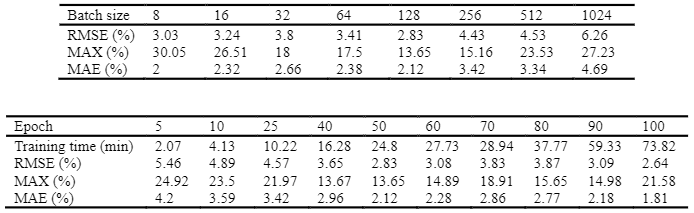 Batch size 8 16 32 64 128 256 512 1024
RMSE (%) 3.03 3.24 3.8 3.41 2.83 4.43 4.53 6.26
MAX (%) 30.05 26.51 18 17.5 13.65 15.16 23.53 27.23
MAE (%) 2 2.32 2.66 2.38 2.12 3.42 3.34 4.69
Epoch 5 10 25 40 50 60 70 80 90 100
Training time (min) 2.07 4.13 10.22 16.28 24.8 27.73 28.94 37.77 59.33 73.82
RMSE (%) 5.46 4.89 4.57 3.65 2.83 3.08 3.83 3.87 3.09 2.64
MAX (%) 24.92 23.5 21.97 13.67 13.65 14.89 18.91 15.65 14.98 21.58
MAE (%) 4.2 3.59 3.42 2.96 2.12 2.28 2.86 2.77 2.18 1.81